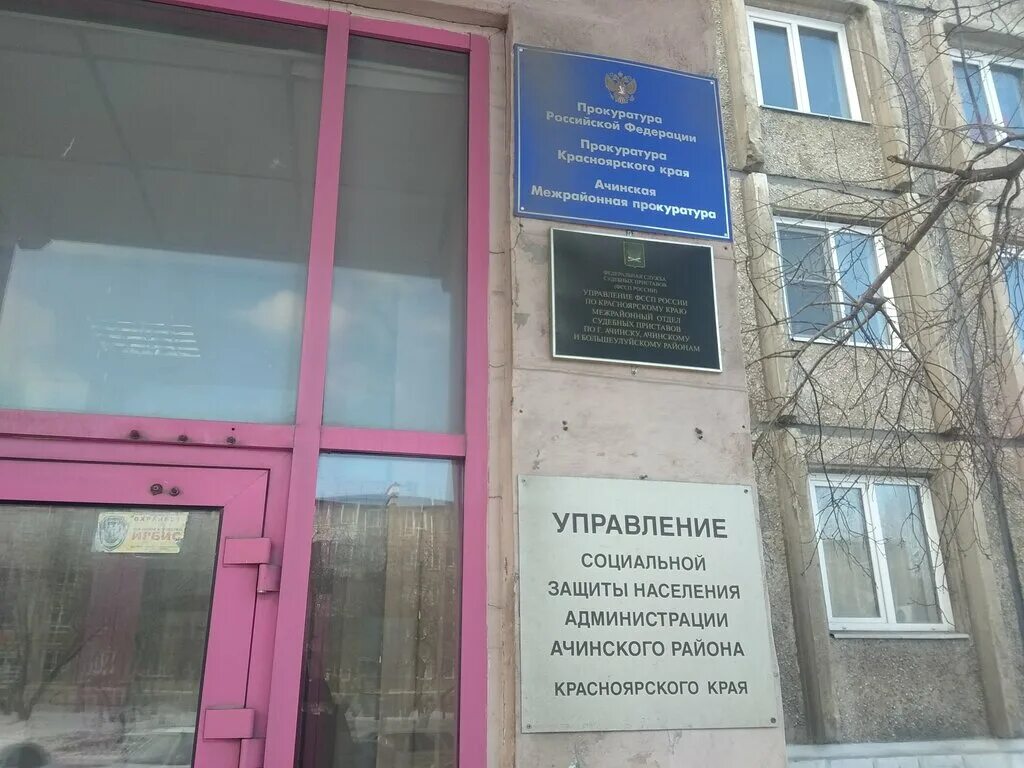 Прокуратура
Российской Федерации
Прокуратура
Красноярского края
Ачинская
Межрайонная прокуратура
ФЕДЕРАЛЬНАЯ СЛУЖБА
СУДЕБНЫХ ПРИСТАВОВ
(ФССП РОССИИ)
УПРАВЛЕНИЕ ФССП РОССИИ
ПО КРАСНОЯРСКОМУ КРАЮ
МЕЖРАЙОННЫЙ ОТДЕЛ
СУДЕБНЫХ ПРИСТАВОВ
ПО Г. АЧИНСКУ, АЧИНСКОМУ
И БОЛЬШЕУЛУЙСКОМУ РАЙОНАМ
УПРАВЛЕНИЕ
СОЦИАЛЬНОЙ
ЗАЩИТЫ НАСЕЛЕНИЯ
АДМИНИСТРАЦИИ
АЧИНСКОГО РАЙОНА
КРАСНОЯРСКОГО КРАЯ
ИРБИС